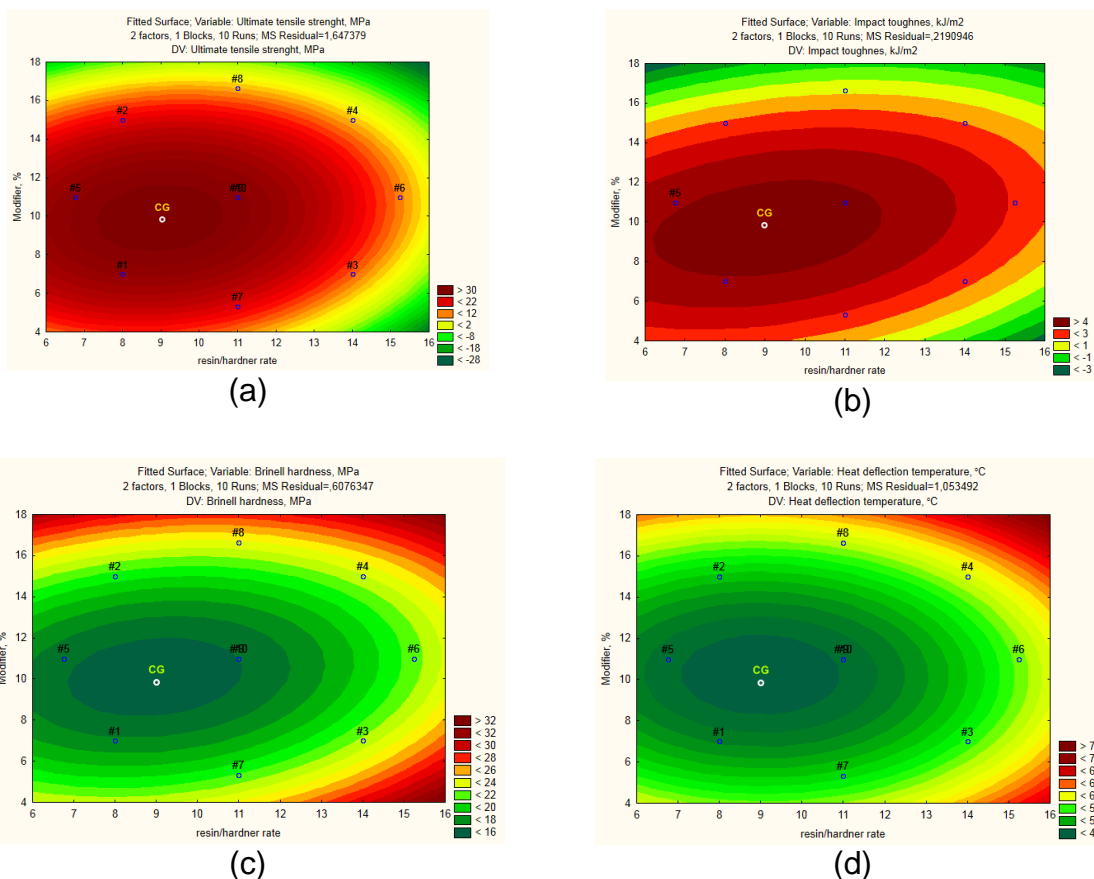 Fitted Surface; Variable: Ultimate tensile strenght, MPa
2 factors, 1 Blocks, 10 Runs; MS Residual=1,647379
DV: Ultimate tensile strenght, MPa
18
16
14
12
10
8
6
4
Modifier, %
#8
#2
#4
#5
#6
CG
#1
#3
#7
6 7 8 9 10 11 12 13 14 15 16
resin/hardner rate
> 30
< 22
< 12
< 2
< -8
< -18
< -28
(a)
Fitted Surface; Variable: Impact toughnes, kJ/m2
2 factors, 1 Blocks, 10 Runs; MS Residual=,2190946
DV: Impact toughnes, kJ/m2
18
16
14
12
10
8
6
4
Modifier, %
#5
CG
6 7 8 9 10 11 12 13 14 15 16
resin/hardner rate
> 4
< 3
< 1
< -1
< -3
(b)
Fitted Surface; Variable: Brinell hardness, MPa
2 factors, 1 Blocks, 10 Runs; MS Residual=,6076347
DV: Brinell hardness, MPa
18
16
14
12
10
8
6
4
Modifier, %
#8
#2
#4
#5
#6
CG
#1
#3
#7
6 7 8 9 10 11 12 13 14 15 16
resin/hardner rate
> 32
< 32
< 30
< 28
< 26
< 24
< 22
< 20
< 18
< 16
(c)
Fitted Surface; Variable: Heat deflection temperature, °C
2 factors, 1 Blocks, 10 Runs; MS Residual=1,053492
DV: Heat deflection temperature, °C
18
16
14
12
10
8
6
4
Modifier, %
#8
#2
#4
#5
#6
CG
#1
#3
#7
6 7 8 9 10 11 12 13 14 15 16
resin/hardner rate
> 7
< 7
< 6
< 6
< 6
< 5
< 5
< 4
(d)